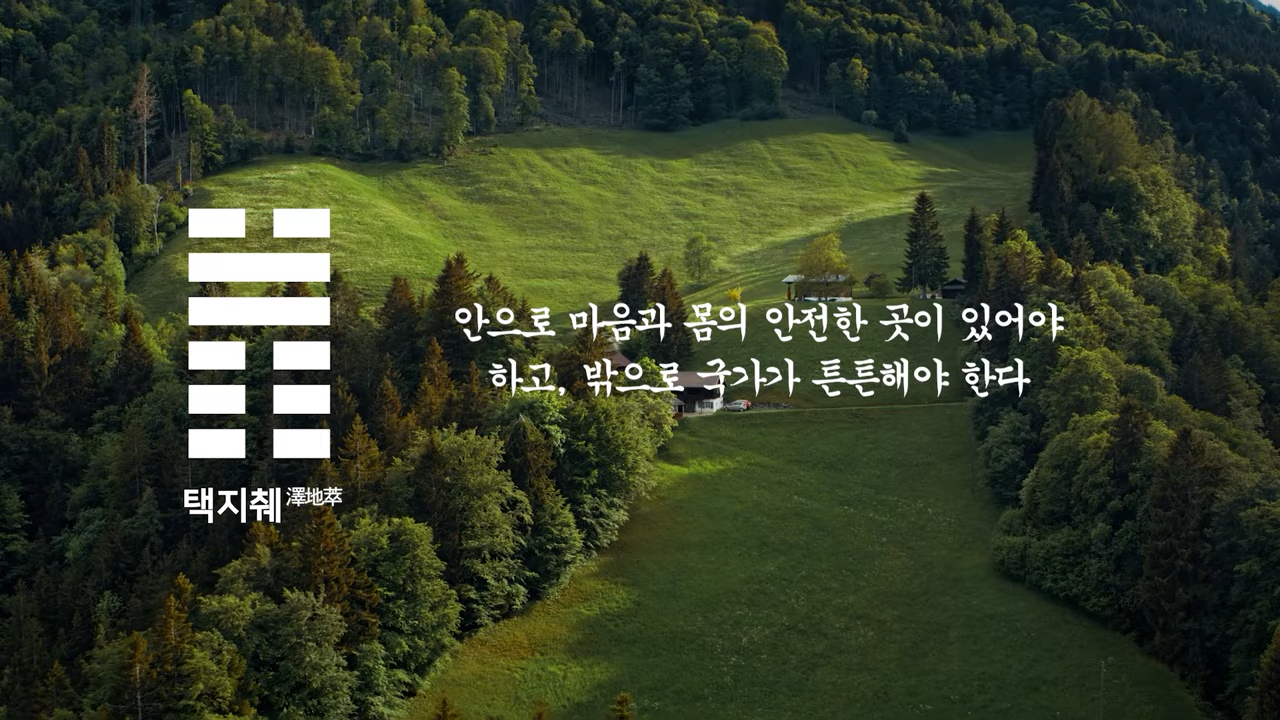 안으로 마음과 몸의 안전한 곳이 있어야
하고, 밖으로 국가가 튼튼해야 한다
택지췌 澤地萃